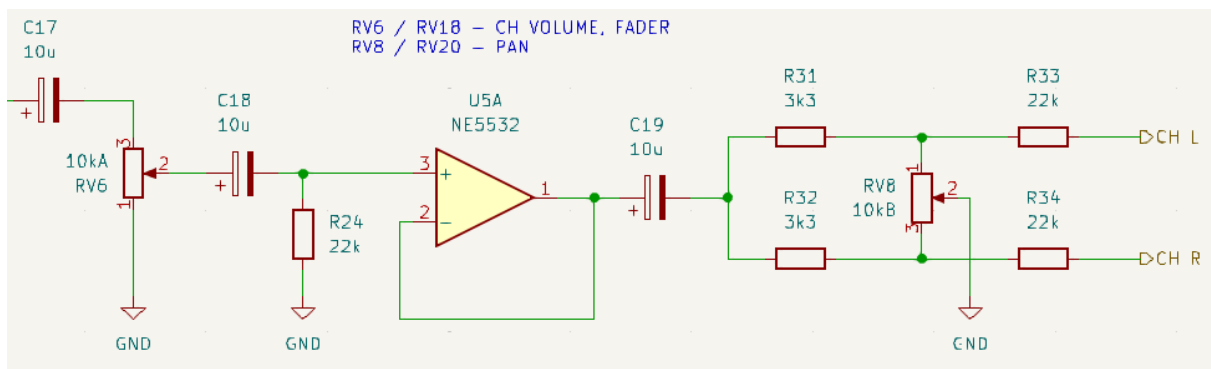 C17
10u
RV6 / RV18 – CH VOLUME, FADER
RV8 / RV20 – PAN
C18
10u
U5A
NE5532
C19
10u
R31
3k3
R33
22k
+
3
10kA
RV6
2
1
+
3
+
2
–
1
+
R24
22k
CH L
1
R32
3k3
RV8
10kB
2
3
R34
22k
CH R
GND
GND
GND